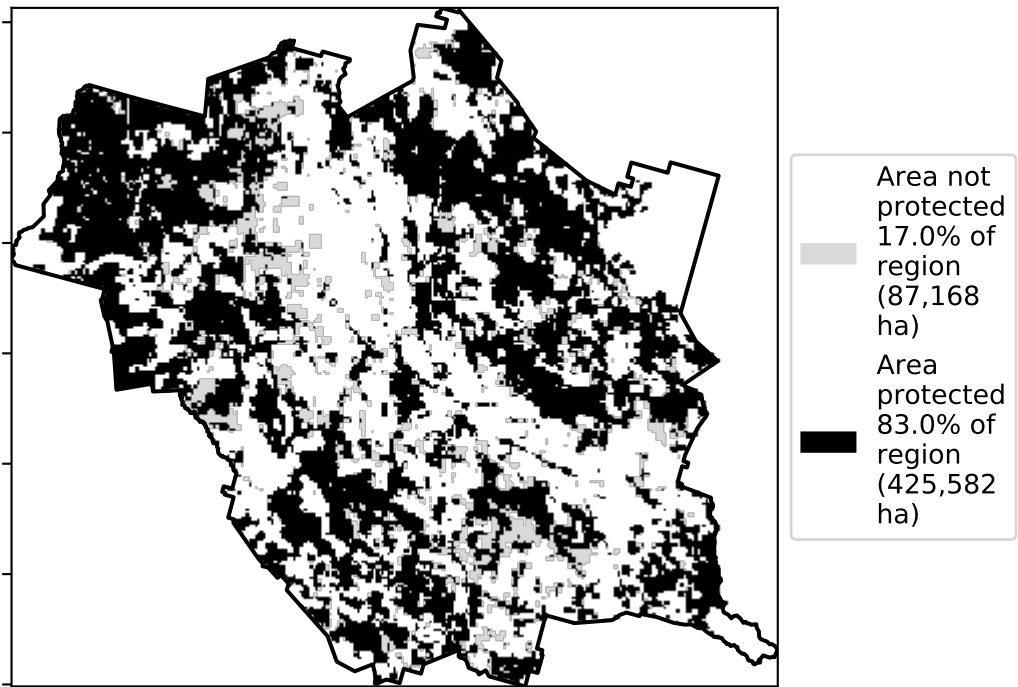 Area not
protected
17.0% of
region
(87,168
ha)
Area
protected
83.0% of
region
(425,582
ha)